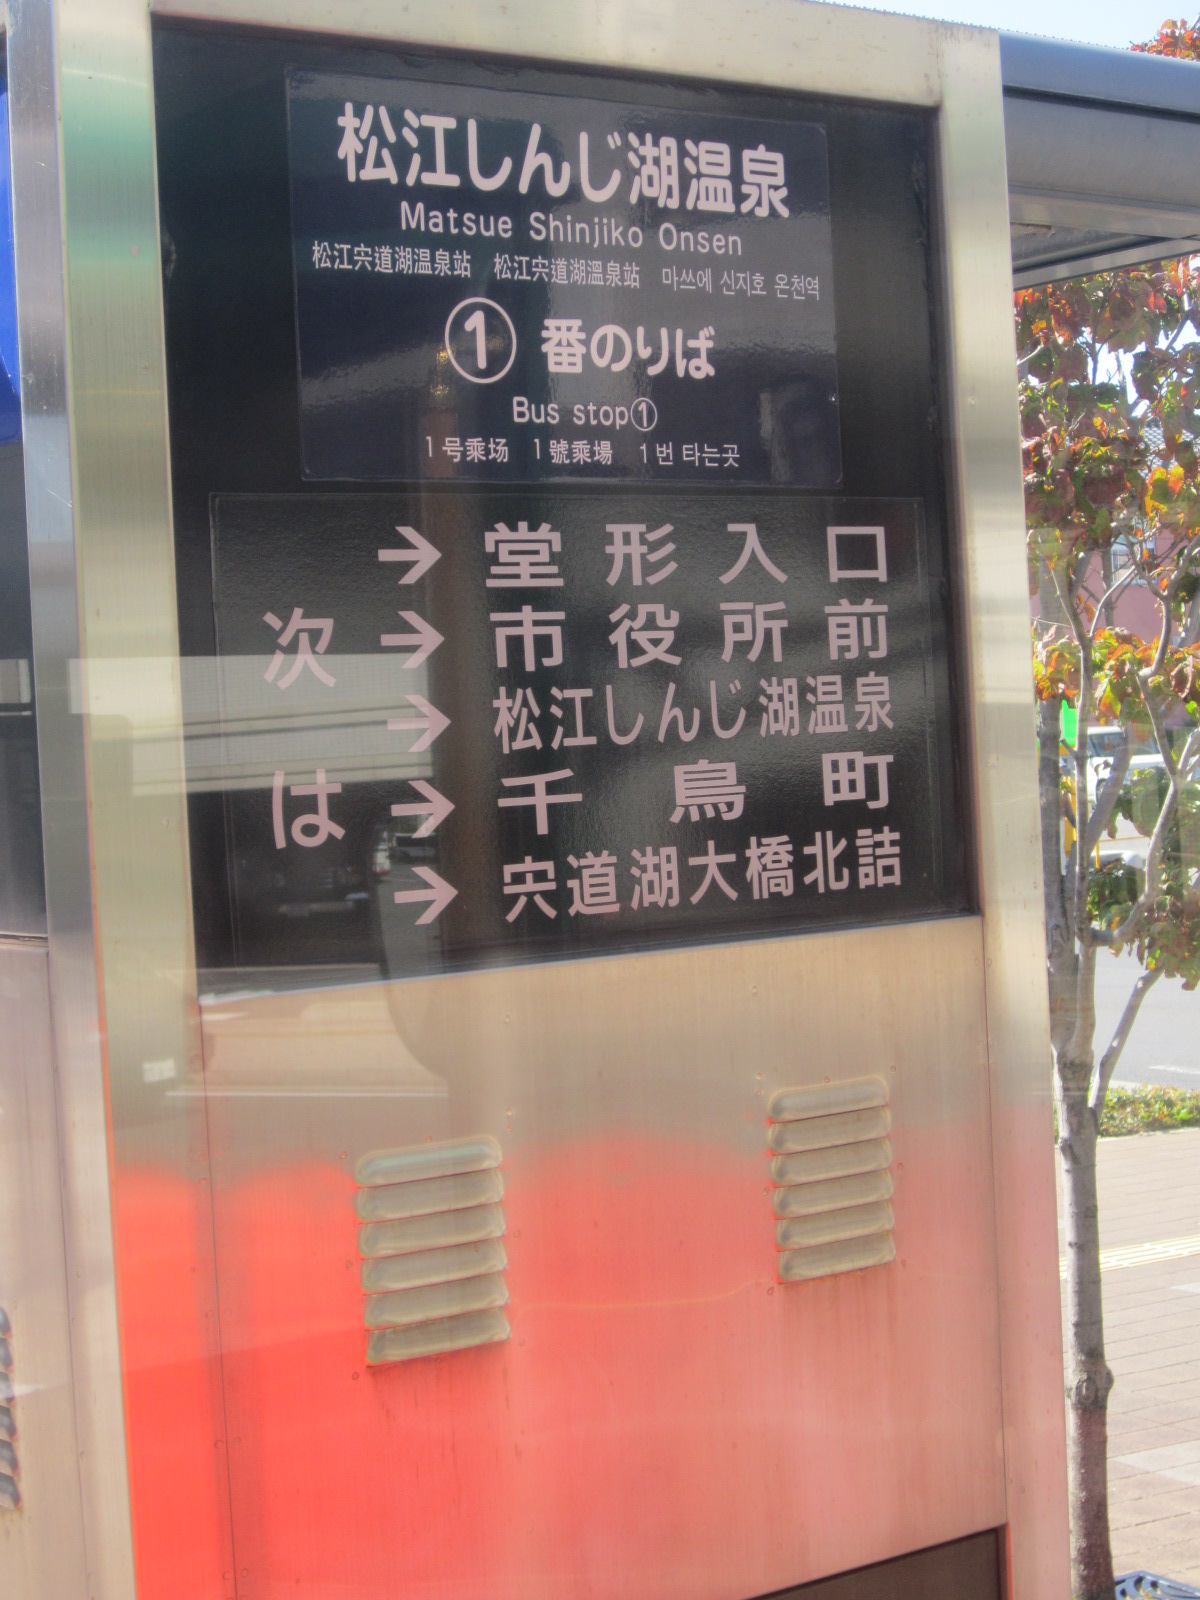 松江しんじ湖温泉
Matsue Shinjiko Onsen
松江宍道湖温泉站 松江宍道湖溫泉站 마쓰에 신지호 온천역
① 番のりば
Bus stop①
1号乘场 1號乘場 1번 타는곳
次は
→ 堂形入口
→ 市役所前
→ 松江しんじ湖温泉
→ 千鳥町
→ 宍道湖大橋北詰